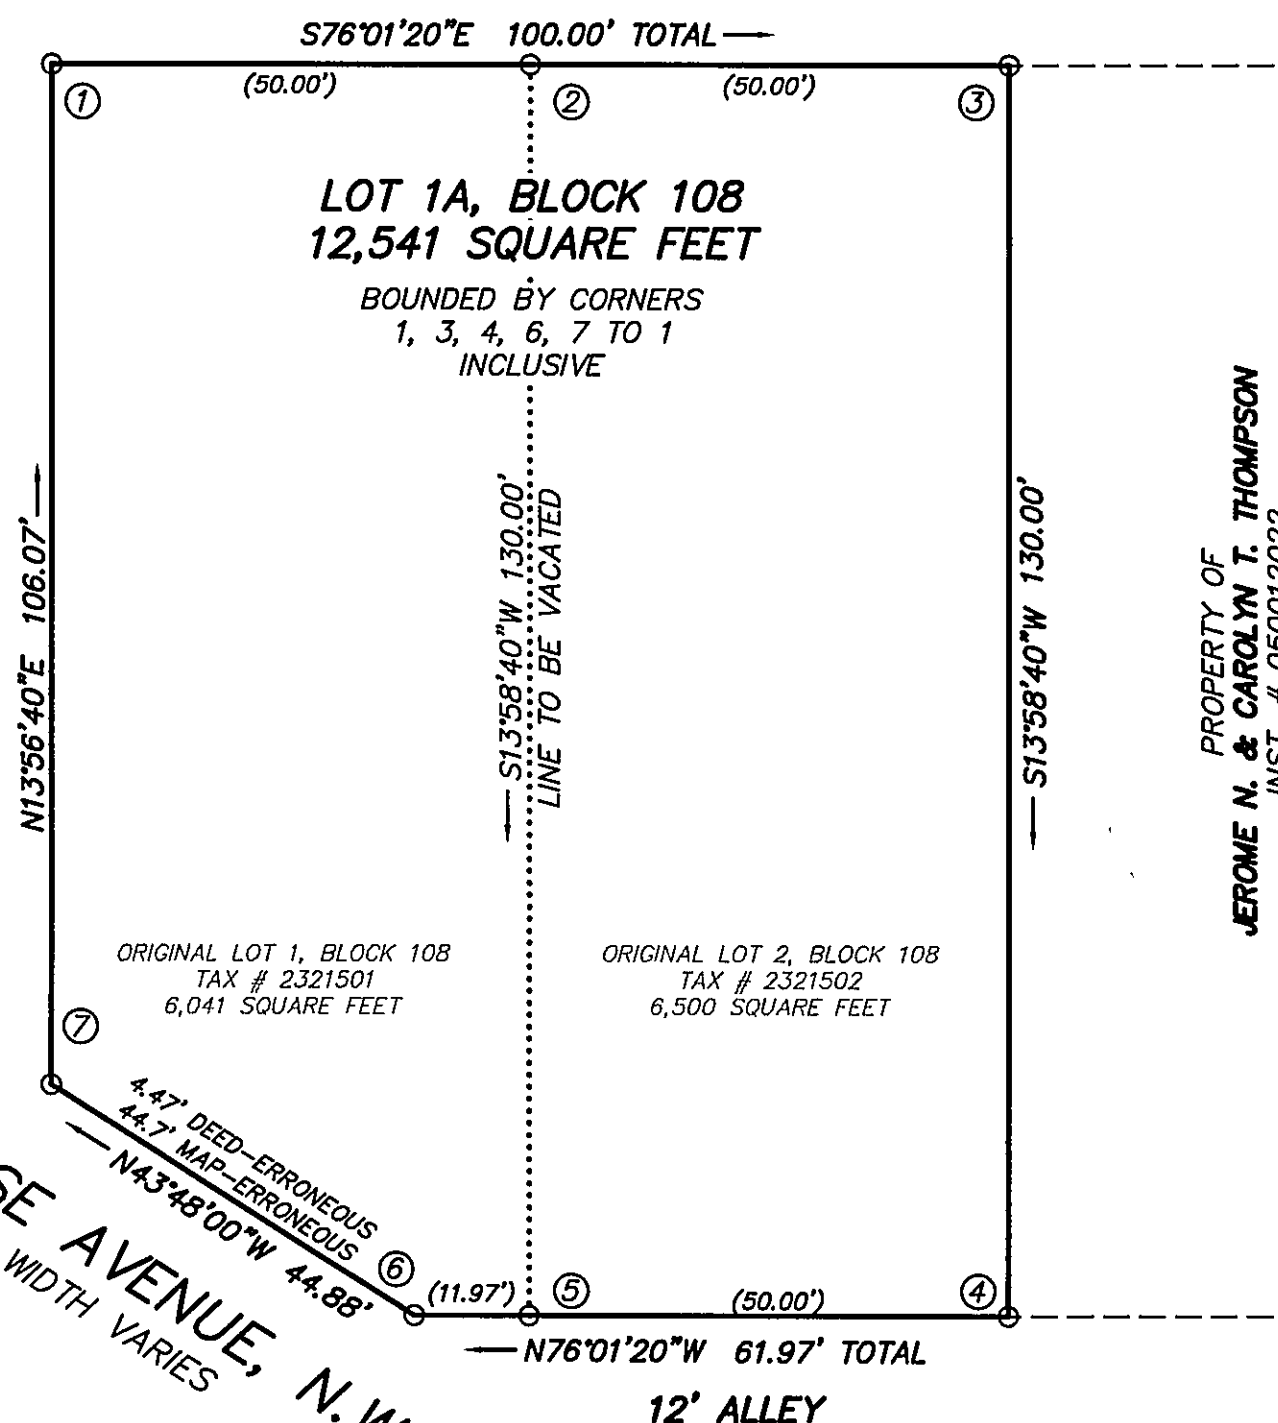 S76°01'20"E 100.00' TOTAL
(50.00')
(50.00')
1
2
3
LOT 1A, BLOCK 108
12,541 SQUARE FEET
BOUNDED BY CORNERS
1, 3, 4, 6, 7 TO 1
INCLUSIVE
N13°56'40"E 106.07'
S13°58'40"W 130.00'
LINE TO BE VACATED
S13°58'40"W 130.00'
PROPERTY OF
JEROME N. & CAROLYN T. THOMPSON
INST. #
ORIGINAL LOT 1, BLOCK 108
TAX # 2321501
6,041 SQUARE FEET
ORIGINAL LOT 2, BLOCK 108
TAX # 2321502
6,500 SQUARE FEET
7
4.47' DEED-ERRONEOUS
44.7' MAP-ERRONEOUS
N43°48'00"W 44.88'
6
(11.97')
5
(50.00')
4
N76°01'20"W 61.97' TOTAL
12' ALLEY
AVENUE, N.W
WIDTH VARIES